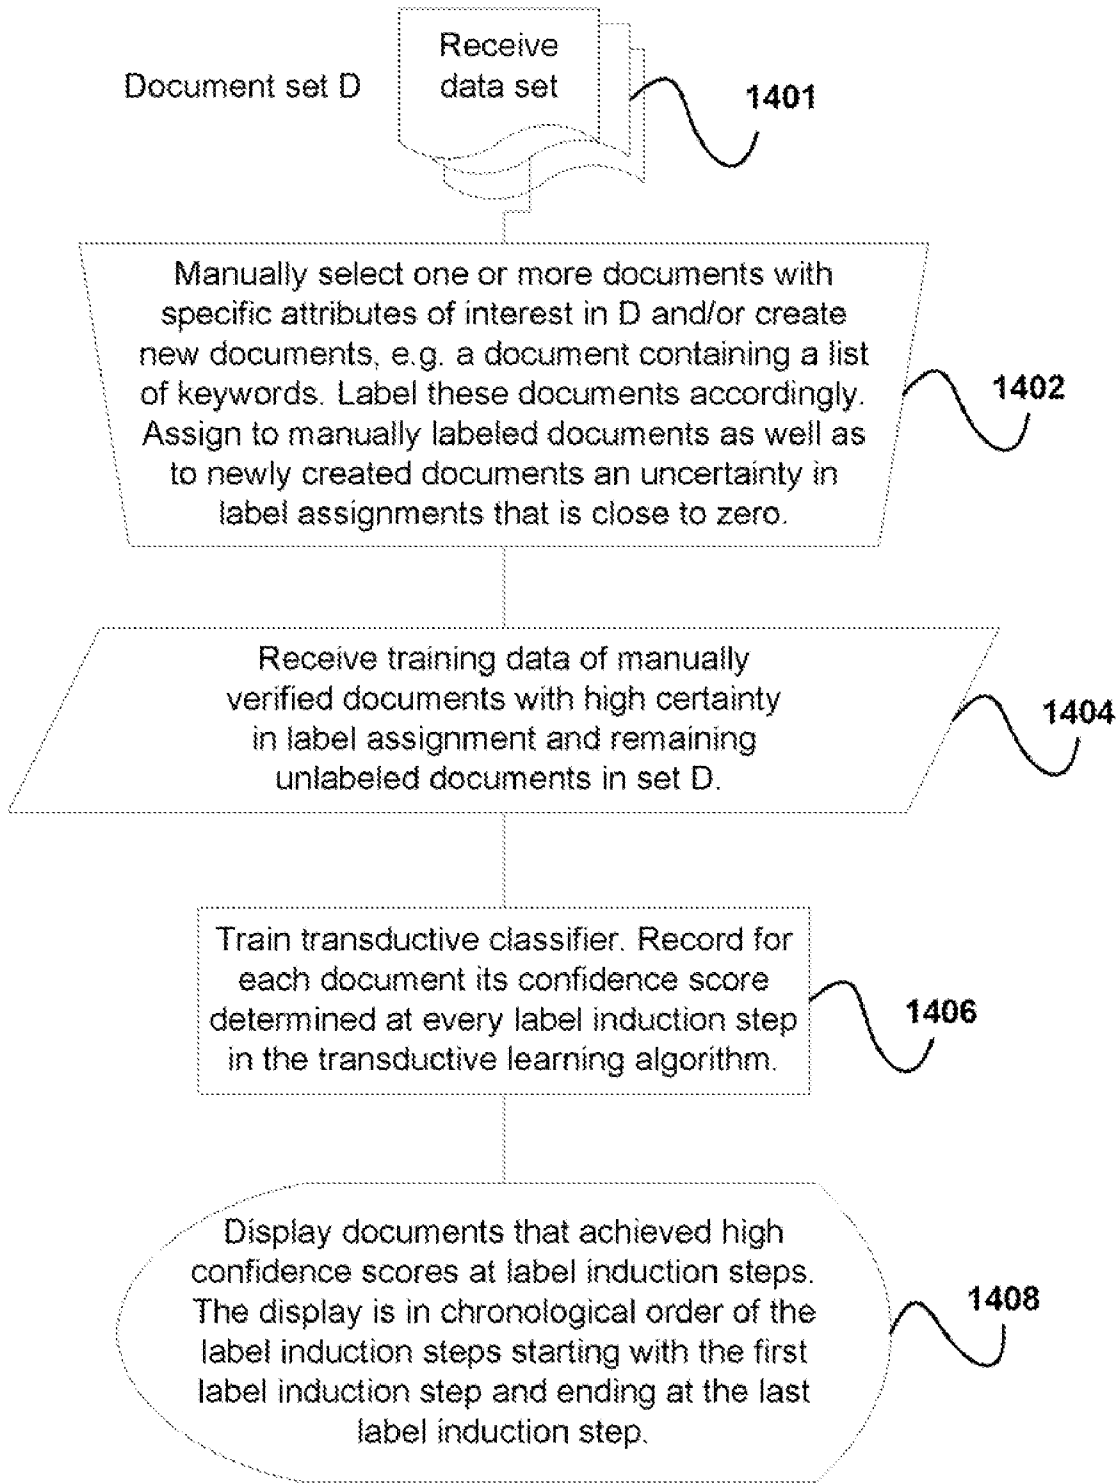 Receive
data set
Document set D
1401
Manually select one or more documents with
specific attributes of interest in D and/or create
new documents, e.g. a document containing a list
of keywords. Label these documents accordingly.
Assign to manually labeled documents as well as
to newly created documents an uncertainty in
label assignments that is close to zero.
1402
Receive training data of manually
verified documents with high certainty
in label assignment and remaining
unlabeled documents in set D.
1404
Train transductive classifier. Record for
each document its confidence score
determined at every label induction step
in the transductive learning algorithm.
1406
Display documents that achieved high
confidence scores at label induction steps.
The display is in chronological order of the
label induction steps starting with the first
label induction step and ending at the last
label induction step.
1408